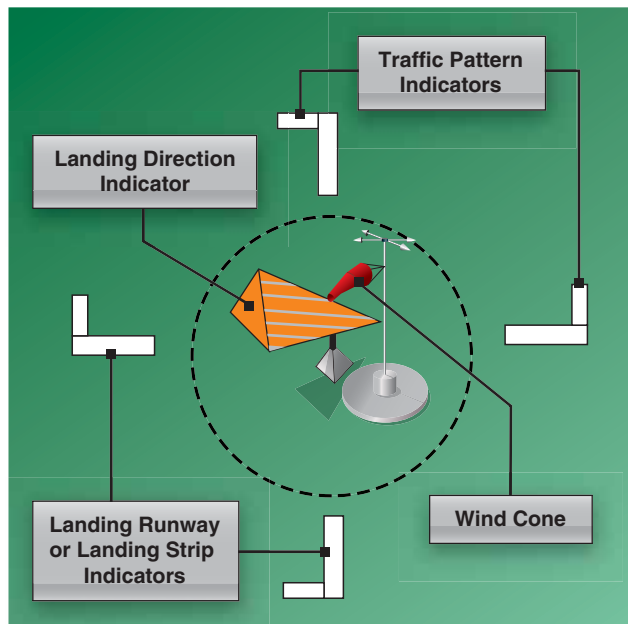 Traffic Pattern
Indicators
Landing Direction
Indicator
Landing Runway
or Landing Strip
Indicators
Wind Cone